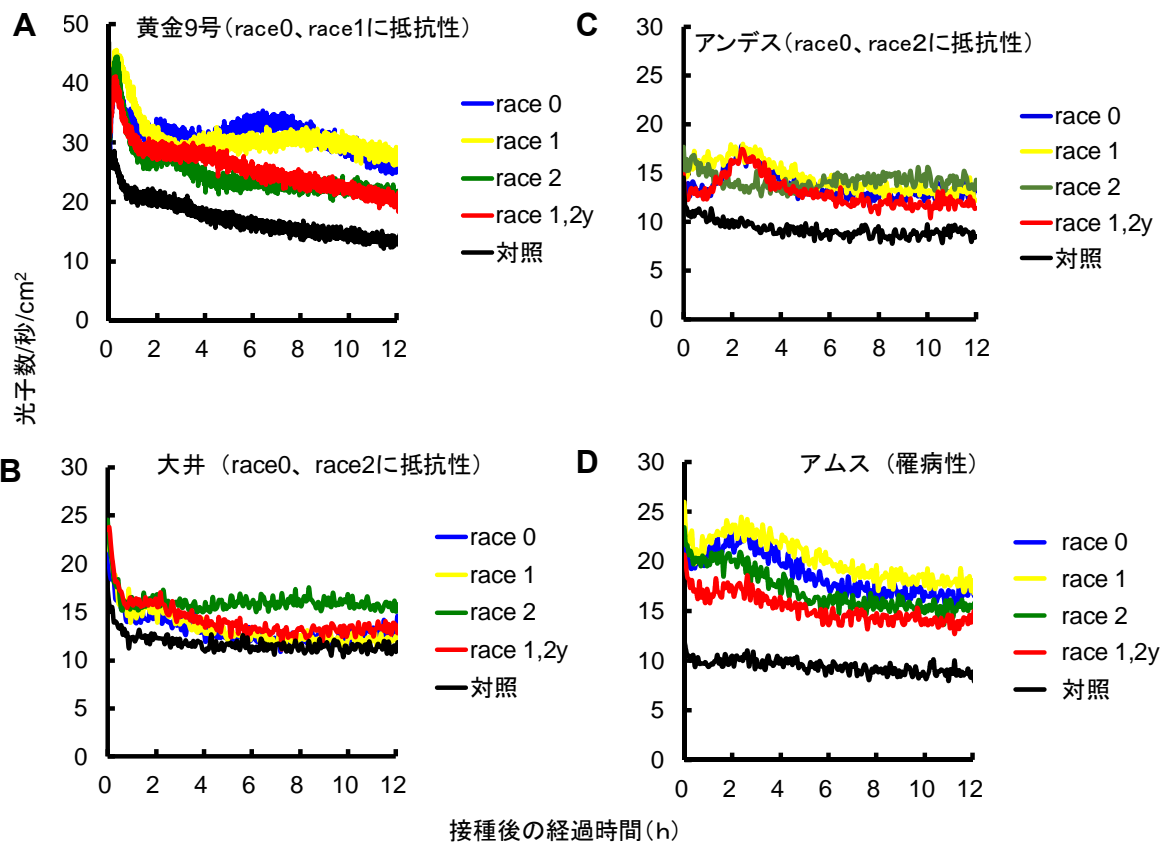 A
黄金9号（race0、race1に抵抗性）
50
40
30
20
10
0
0 2 4 6 8 10 12
race 0
race 1
race 2
race 1,2y
対照
C
アンデス（race0、race2に抵抗性）
30
25
20
15
10
5
0
0 2 4 6 8 10 12
race 0
race 1
race 2
race 1,2y
対照
光子数/秒/cm2
B
大井 （race0、 race2に抵抗性）
30
25
20
15
10
5
0
0 2 4 6 8 10 12
race 0
race 1
race 2
race 1,2y
対照
D
アムス （罹病性）
30
25
20
15
10
5
0
0 2 4 6 8 10 12
race 0
race 1
race 2
race 1,2y
対照
接種後の経過時間（h）